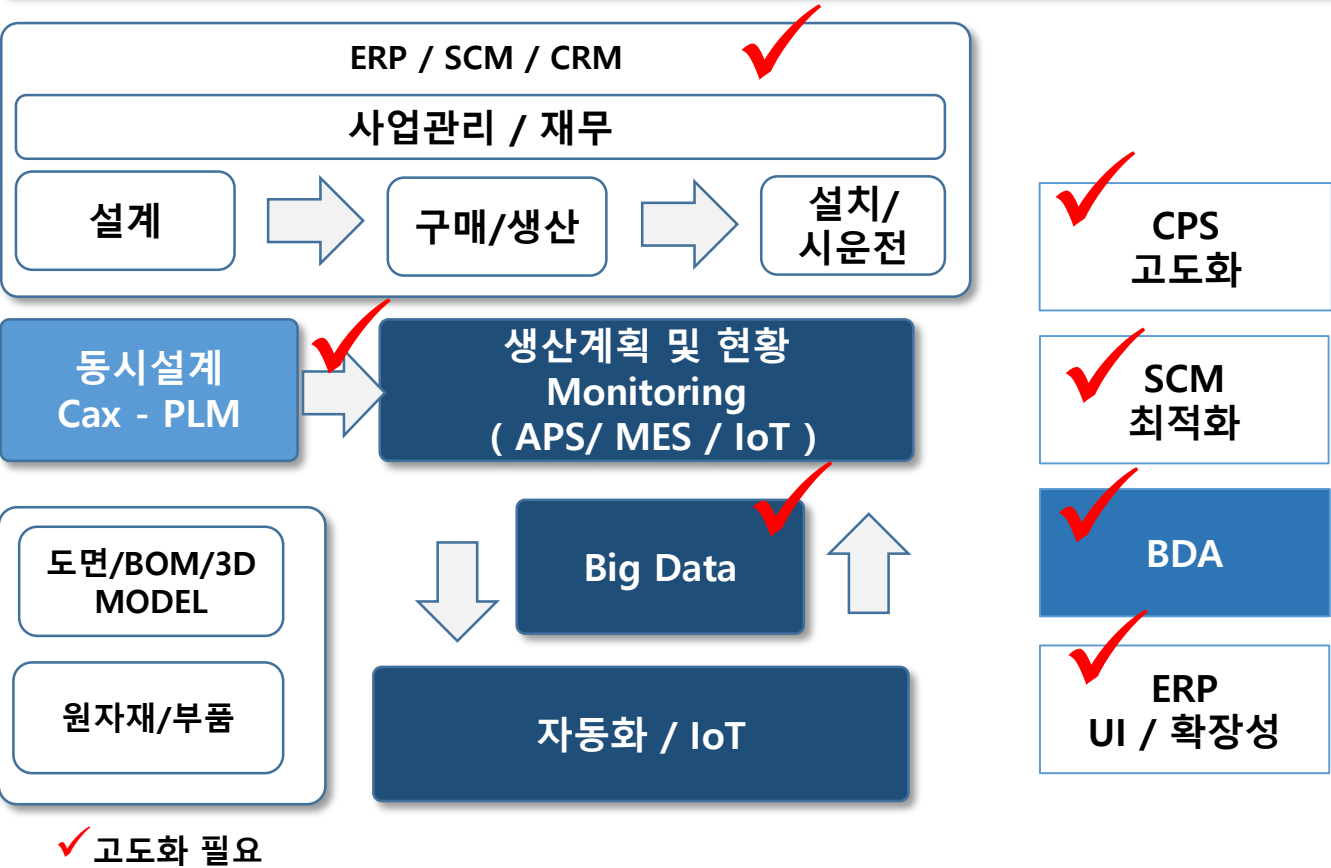 ERP / SCM / CRM
사업관리 / 재무
설계
구매/생산
설치/
시운전
동시설계
Cax - PLM
생산계획 및 현황
Monitoring
( APS/ MES / IoT )
도면/BOM/3D
MODEL
원자재/부품
Big Data
자동화 / IoT
CPS
고도화
SCM
최적화
BDA
ERP
UI / 확장성
고도화 필요